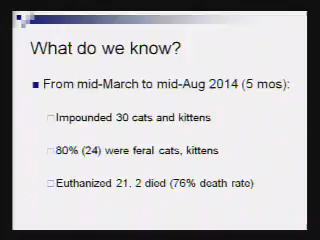 What do we know?
From mid-March to mid-Aug 2014 (5 mos):
Impounded 30 cats and kittens
80% (24) were feral cats, kittens
Euthanized 21, 2 died (76% death rate)